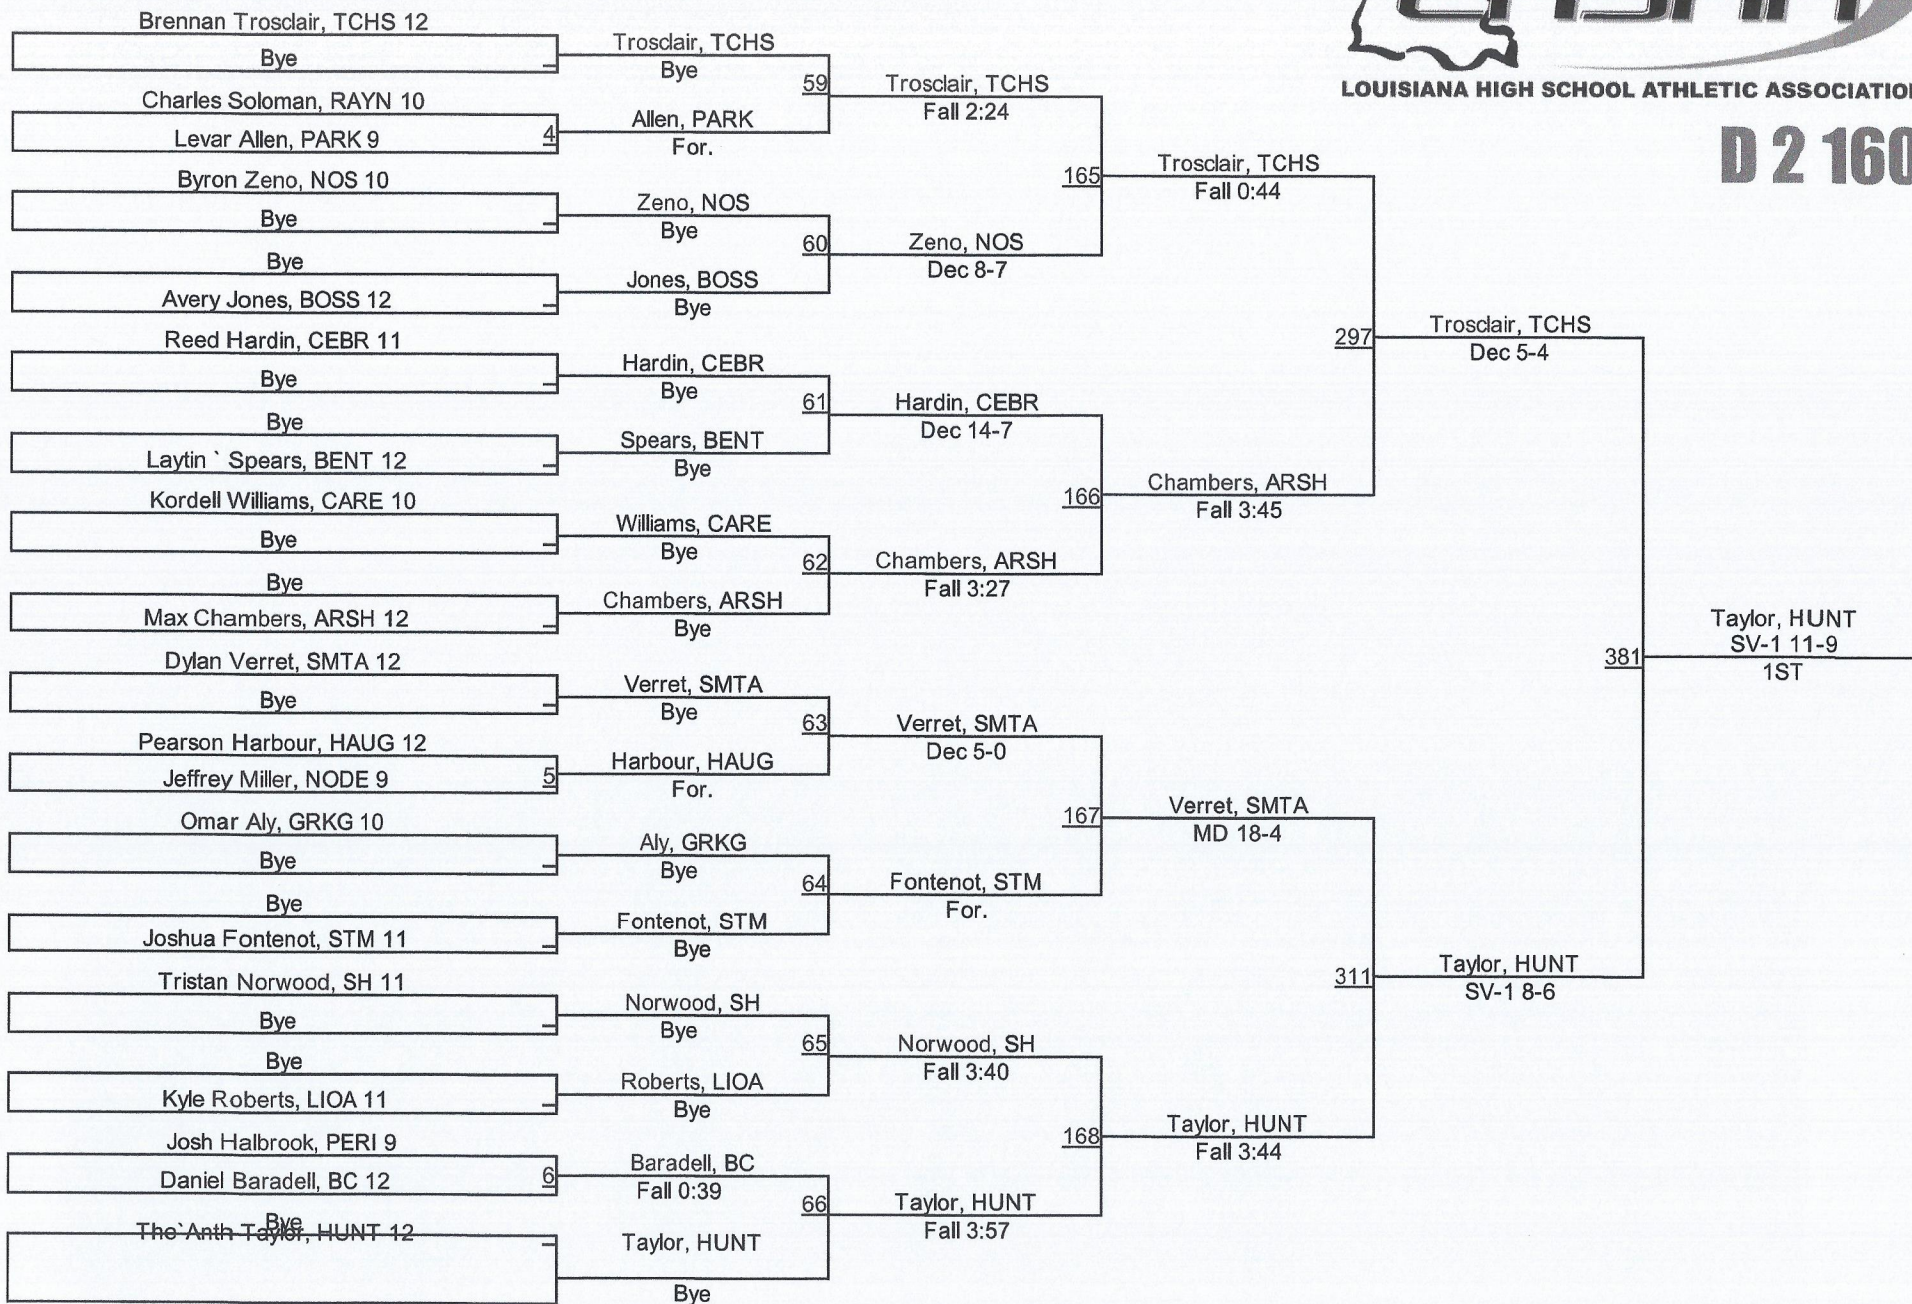 LOUISIANA HIGH SCHOOL ATHLETIC ASSOCIATION
D 2 160
Brennan Trosclair, TCHS 12
Bye
Charles Soloman, RAYN 10
Levar Allen, PARK 9
4
Byron Zeno, NOS 10
Bye
Bye
Avery Jones, BOSS 12
Reed Hardin, CEBR 11
Bye
Bye
Laytin ` Spears, BENT 12
Kordell Williams, CARE 10
Bye
Bye
Max Chambers, ARSH 12
Dylan Verret, SMTA 12
Bye
Pearson Harbour, HAUG 12
Jeffrey Miller, NODE 9
5
Omar Aly, GRKG 10
Bye
Bye
Joshua Fontenot, STM 11
Tristan Norwood, SH 11
Bye
Bye
Kyle Roberts, LIOA 11
Josh Halbrook, PERI 9
Daniel Baradell, BC 12
6
Bye
The`Anth Taylor, HUNT 12
Trosclair, TCHS
Bye
59
Allen, PARK
For.
Zeno, NOS
Bye
60
Jones, BOSS
Bye
Hardin, CEBR
Bye
61
Spears, BENT
Bye
Williams, CARE
Bye
62
Chambers, ARSH
Bye
Verret, SMTA
Bye
63
Harbour, HAUG
For.
Aly, GRKG
Bye
64
Fontenot, STM
Bye
Norwood, SH
Bye
65
Roberts, LIOA
Bye
Baradell, BC
Fall 0:39
66
Taylor, HUNT
Bye
Trosclair, TCHS
Fall 2:24
165
Zeno, NOS
Dec 8-7
Hardin, CEBR
Dec 14-7
166
Chambers, ARSH
Fall 3:27
Verret, SMTA
Dec 5-0
167
Fontenot, STM
For.
Norwood, SH
Fall 3:40
168
Taylor, HUNT
Fall 3:57
Trosclair, TCHS
Fall 0:44
297
Chambers, ARSH
Fall 3:45
Verret, SMTA
MD 18-4
311
Taylor, HUNT
Fall 3:44
Trosclair, TCHS
Dec 5-4
381
Taylor, HUNT
SV-1 8-6
Taylor, HUNT
SV-1 11-9
1ST